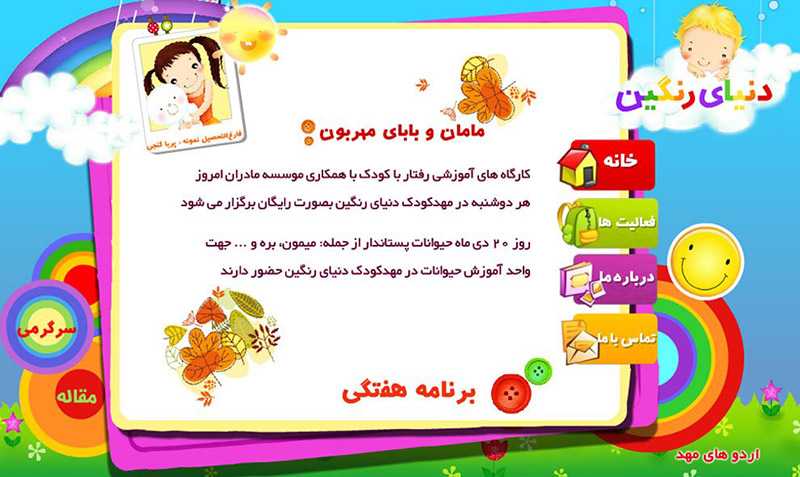 دنیای رنگین
خانه
فعالیت ها
درباره ما
تماس با ما
فارغ‌التحصیل نمونه : پریا گنجی
مامان و بابای مهربون :
کارگاه های آموزشی رفتار با کودک با همکاری موسسه مادران امروز
هر دوشنبه در مهدکودک دنیای رنگین بصورت رایگان برگزار می شود
روز ۲۰ دی ماه حیوانات پستاندار از جمله: میمون، بره و ... جهت
واحد آموزش حیوانات در مهدکودک دنیای رنگین حضور دارند
برنامه هفتگی
سرگرمی
مقاله
اردو های مهد